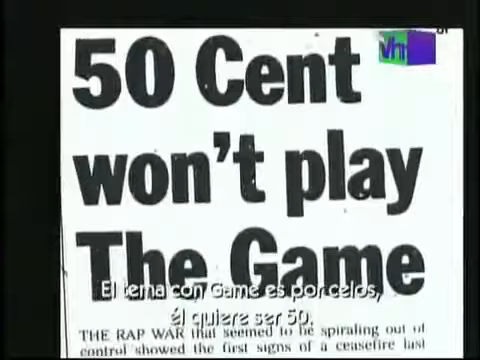 vh1
50 Cent
won't play
The Game
El tema con Game es por celos,
él quiere ser 50.
THE RAP WAR that seemed to be spiraling out of
control showed the first signs of a ceasefire last